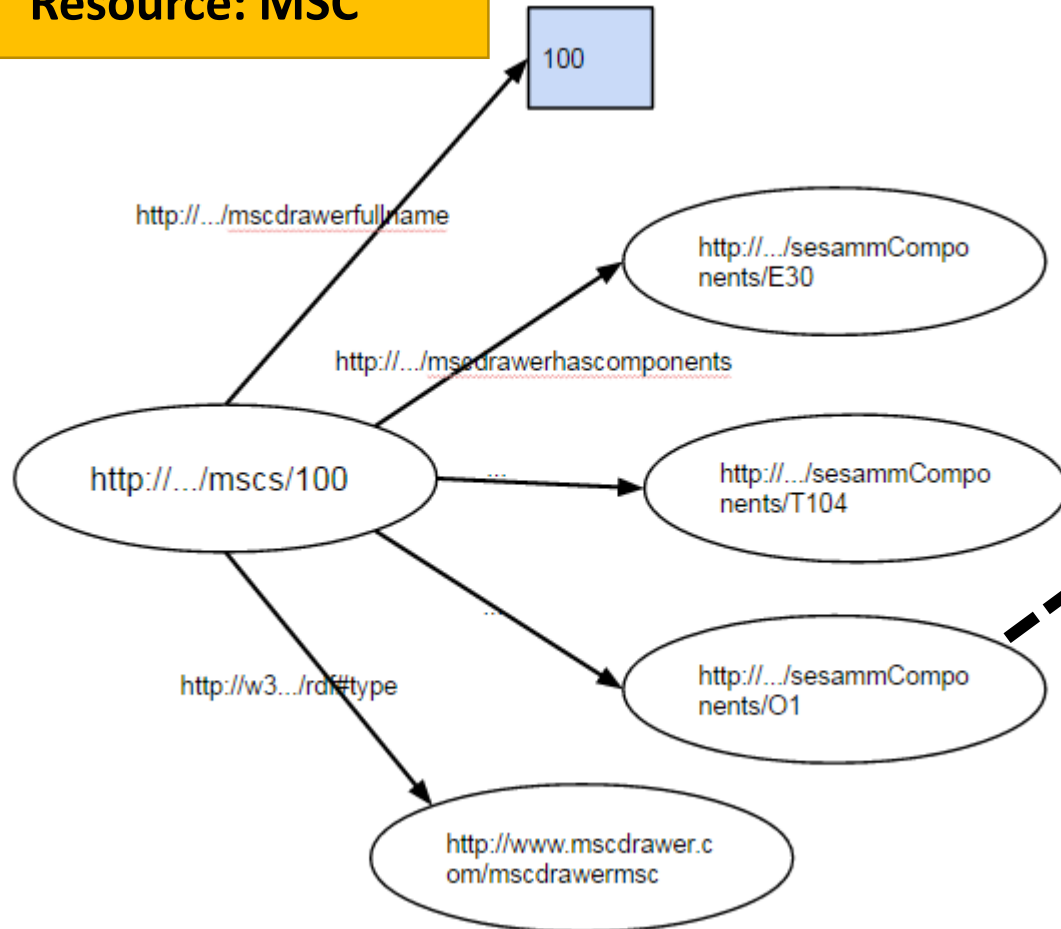 Resource: MSC
100
http://.../mscdrawerfullname
http://.../sesammCompo
nents/E30
http://.../mscdrawerhascomponents
http://.../mscs/100
...
http://.../sesammCompo
nents/T104
...
http://.../sesammCompo
nents/O1
http://w3.../rdf#type
http://www.mscdrawer.c
om/mscdrawermsc